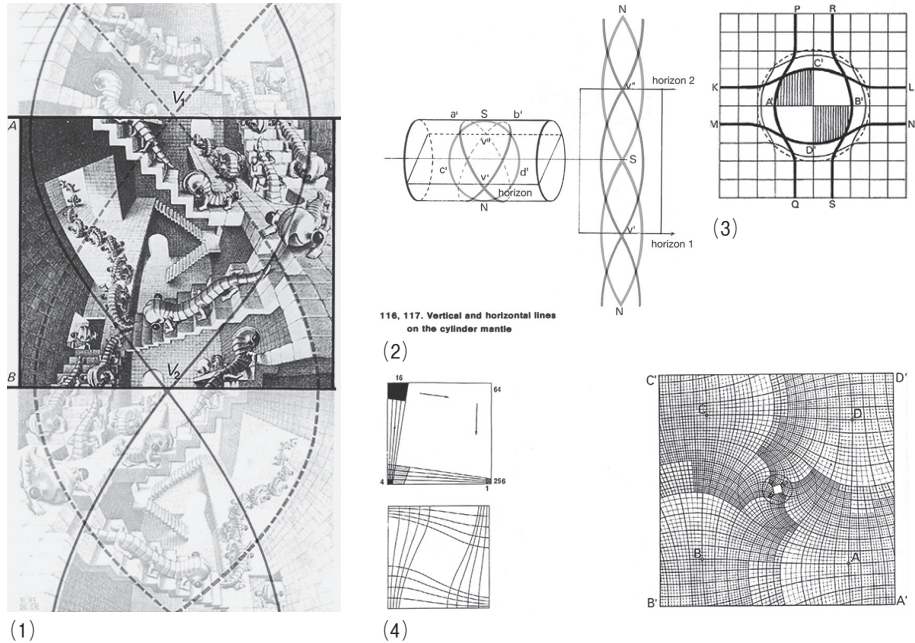 V1
A
B
V2
(1)
N
v''
horizon 2
a'
S
b'
v''
c'
v'
d'
horizon
N
S
v'
horizon 1
N
116, 117. Vertical and horizontal lines
on the cylinder mantle
(2)
P
R
C'
K
L
A'
B'
M
N
D'
Q
S
(3)
16
64
4
256
1
(4)
C'
D'
C
D
B
A
B'
A'